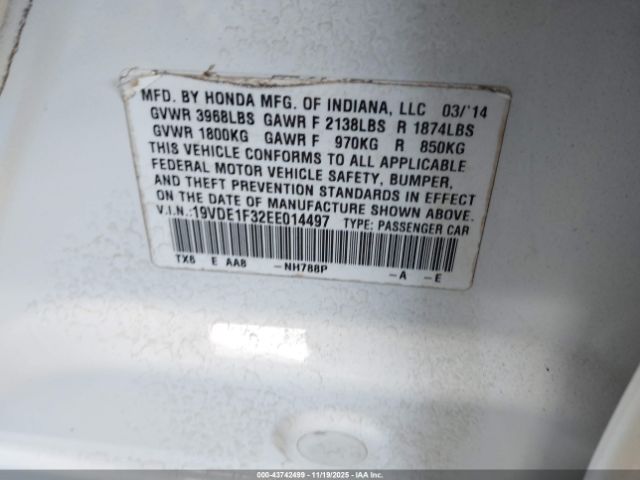 MFD. BY HONDA MFG. OF INDIANA, LLC 03/'14
GVWR 3968LBS GAWR F 2138LBS R 1874LBS
GVWR 1800KG GAWR F 970KG R 850KG
THIS VEHICLE CONFORMS TO ALL APPLICABLE
FEDERAL MOTOR VEHICLE SAFETY, BUMPER,
AND THEFT PREVENTION STANDARDS IN EFFECT
ON THE DATE OF MANUFACTURE SHOWN ABOVE.
V.I.N.:19VDE1F32EE014497 TYPE: PASSENGER CAR
TX6 E AA8 -NH788P -A -E
000-43742499 - 11/19/2025 - IAAI.com